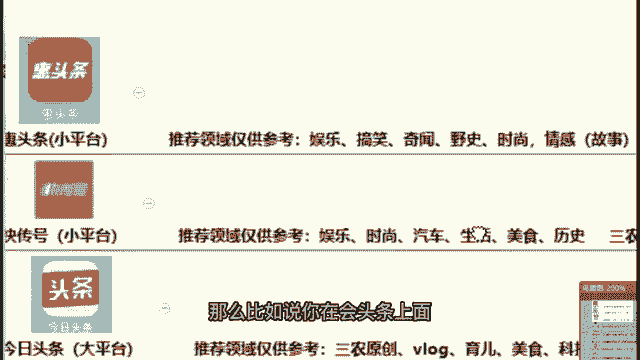 惠头条
惠头条
惠头条(小平台) 推荐领域仅供参考：娱乐、搞笑、奇闻、野史、时尚，情感（故事）
快传号（小平台） 推荐领域仅供参考：娱乐、时尚、汽车、生活、美食、历史 三农
头条
今日头条
那么比如说你在会头条上面
今日头条（大平台） 推荐领域仅供参考：三农原创、vlog、育儿、美食、科技